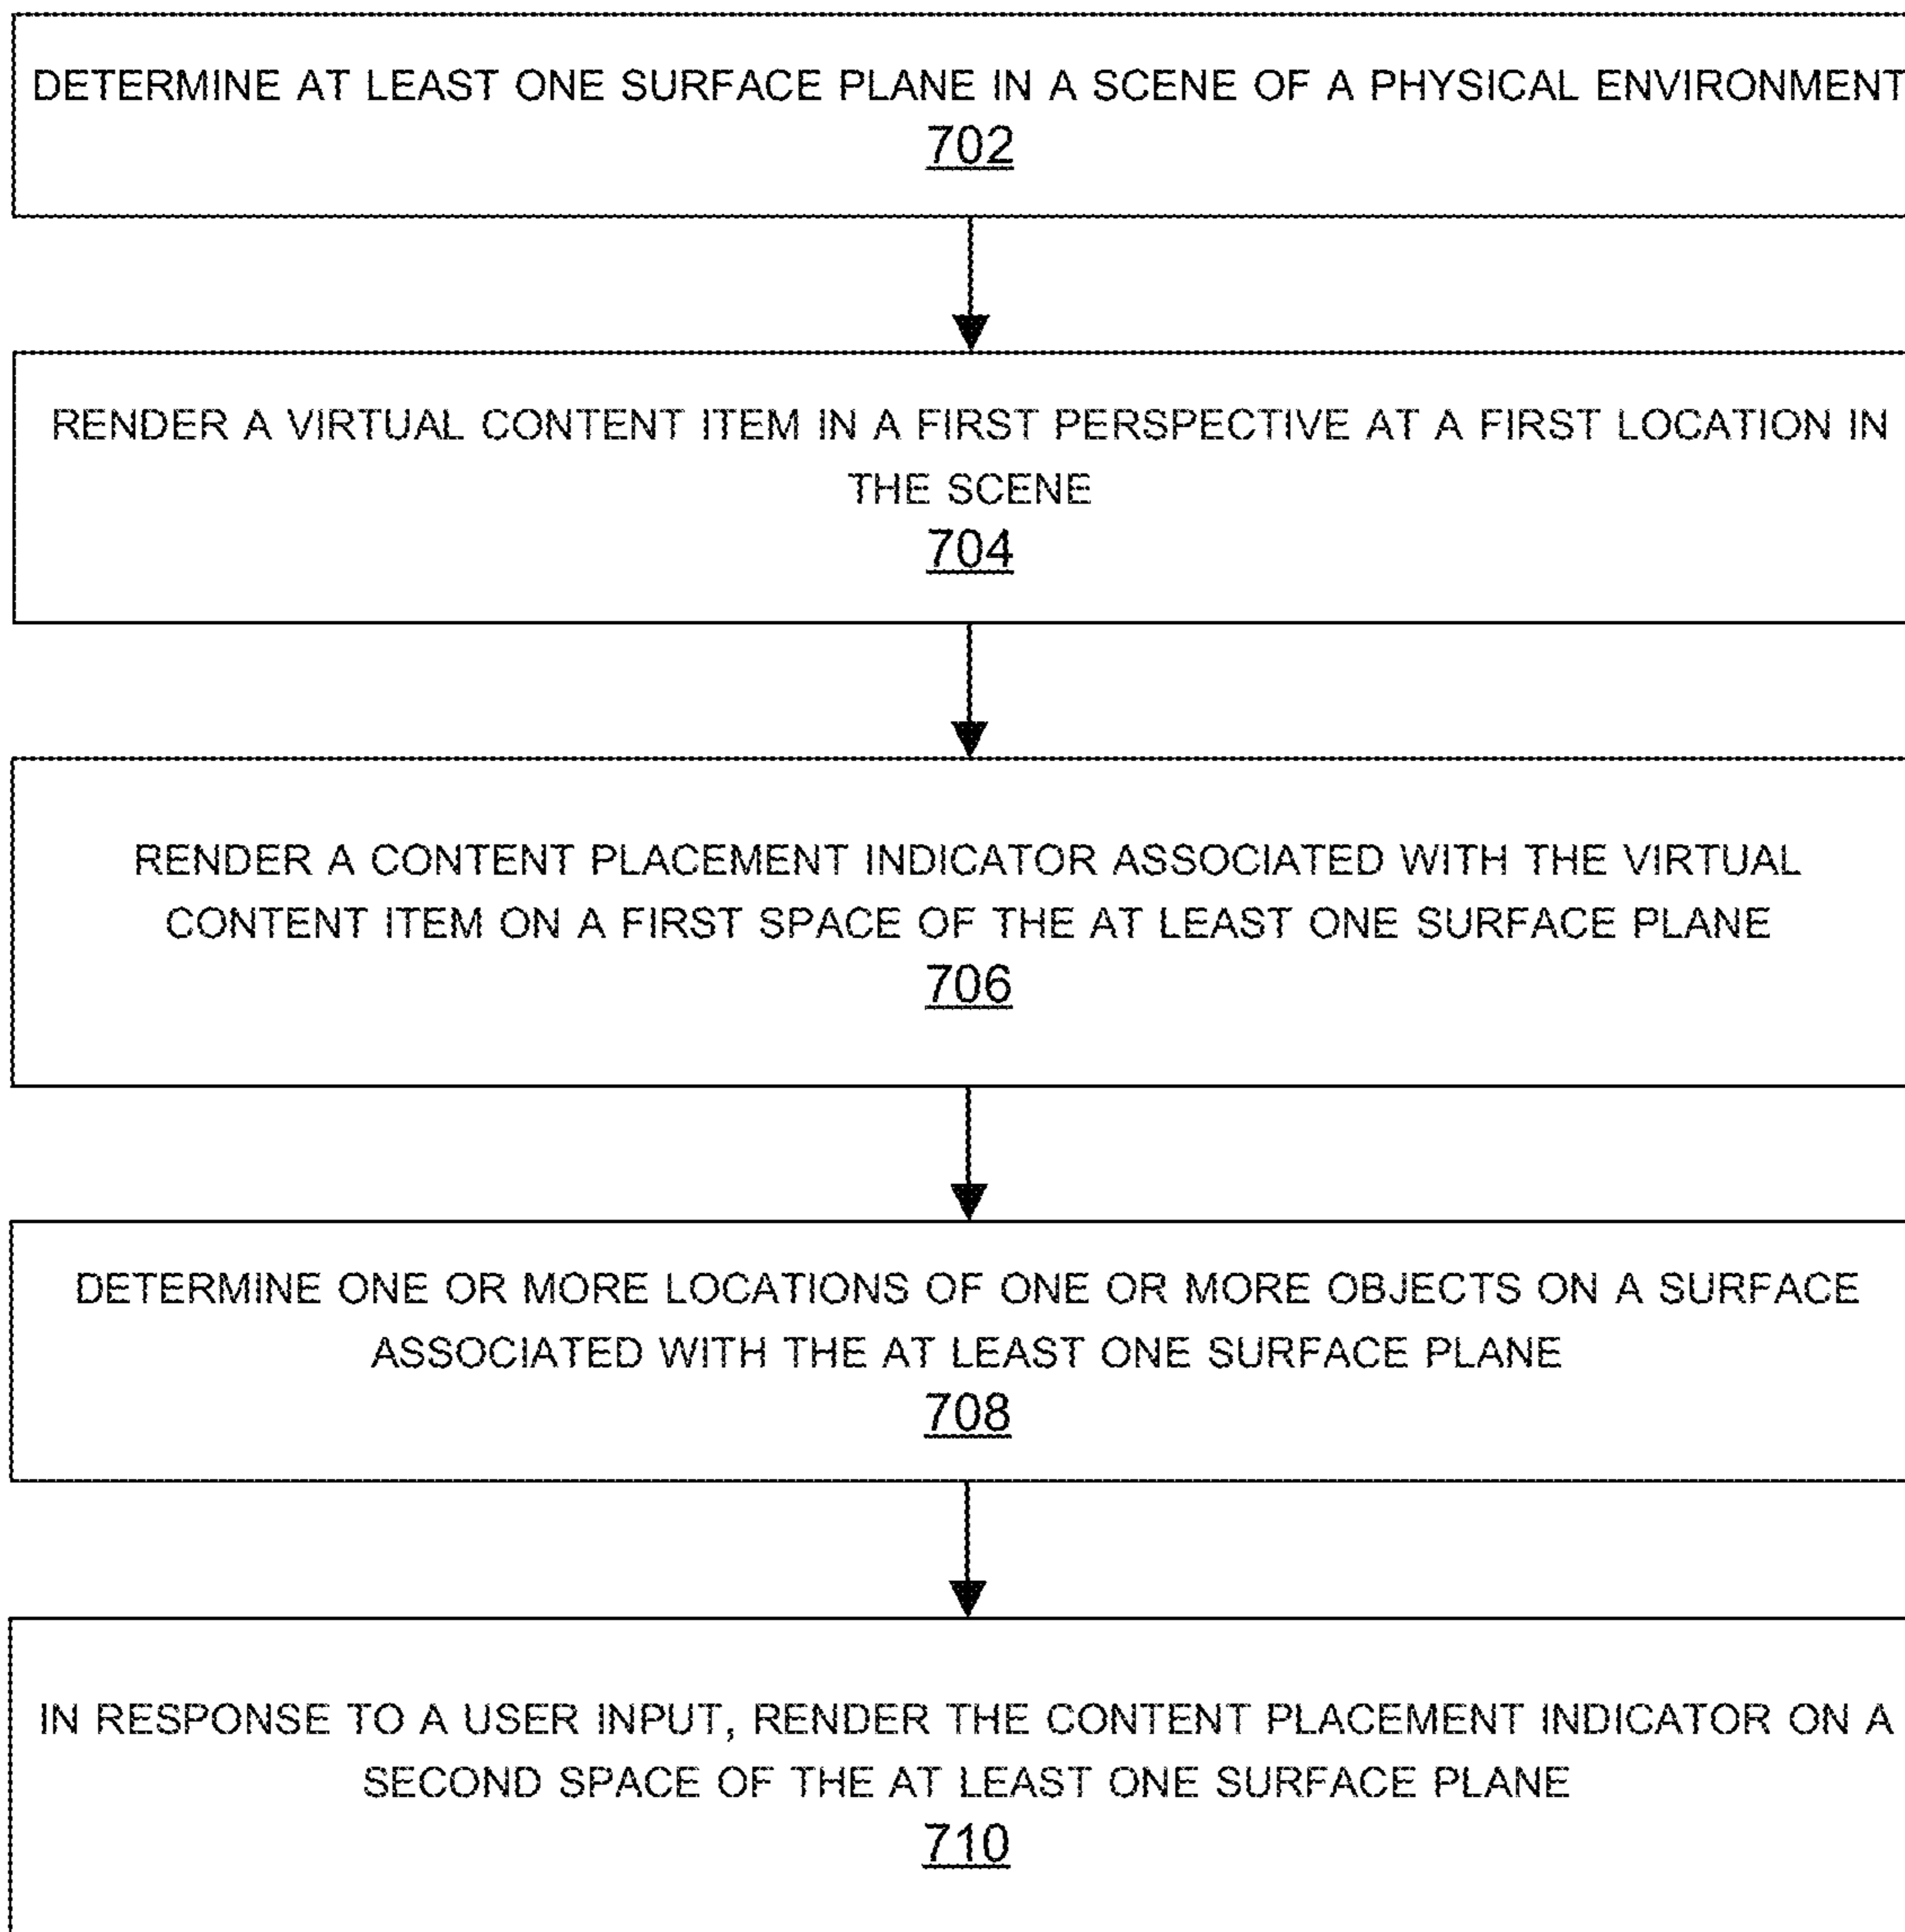 DETERMINE AT LEAST ONE SURFACE PLANE IN A SCENE OF A PHYSICAL ENVIRONMENT
702
RENDER A VIRTUAL CONTENT ITEM IN A FIRST PERSPECTIVE AT A FIRST LOCATION IN
THE SCENE
704
RENDER A CONTENT PLACEMENT INDICATOR ASSOCIATED WITH THE VIRTUAL
CONTENT ITEM ON A FIRST SPACE OF THE AT LEAST ONE SURFACE PLANE
706
DETERMINE ONE OR MORE LOCATIONS OF ONE OR MORE OBJECTS ON A SURFACE
ASSOCIATED WITH THE AT LEAST ONE SURFACE PLANE
708
IN RESPONSE TO A USER INPUT, RENDER THE CONTENT PLACEMENT INDICATOR ON A
SECOND SPACE OF THE AT LEAST ONE SURFACE PLANE
710